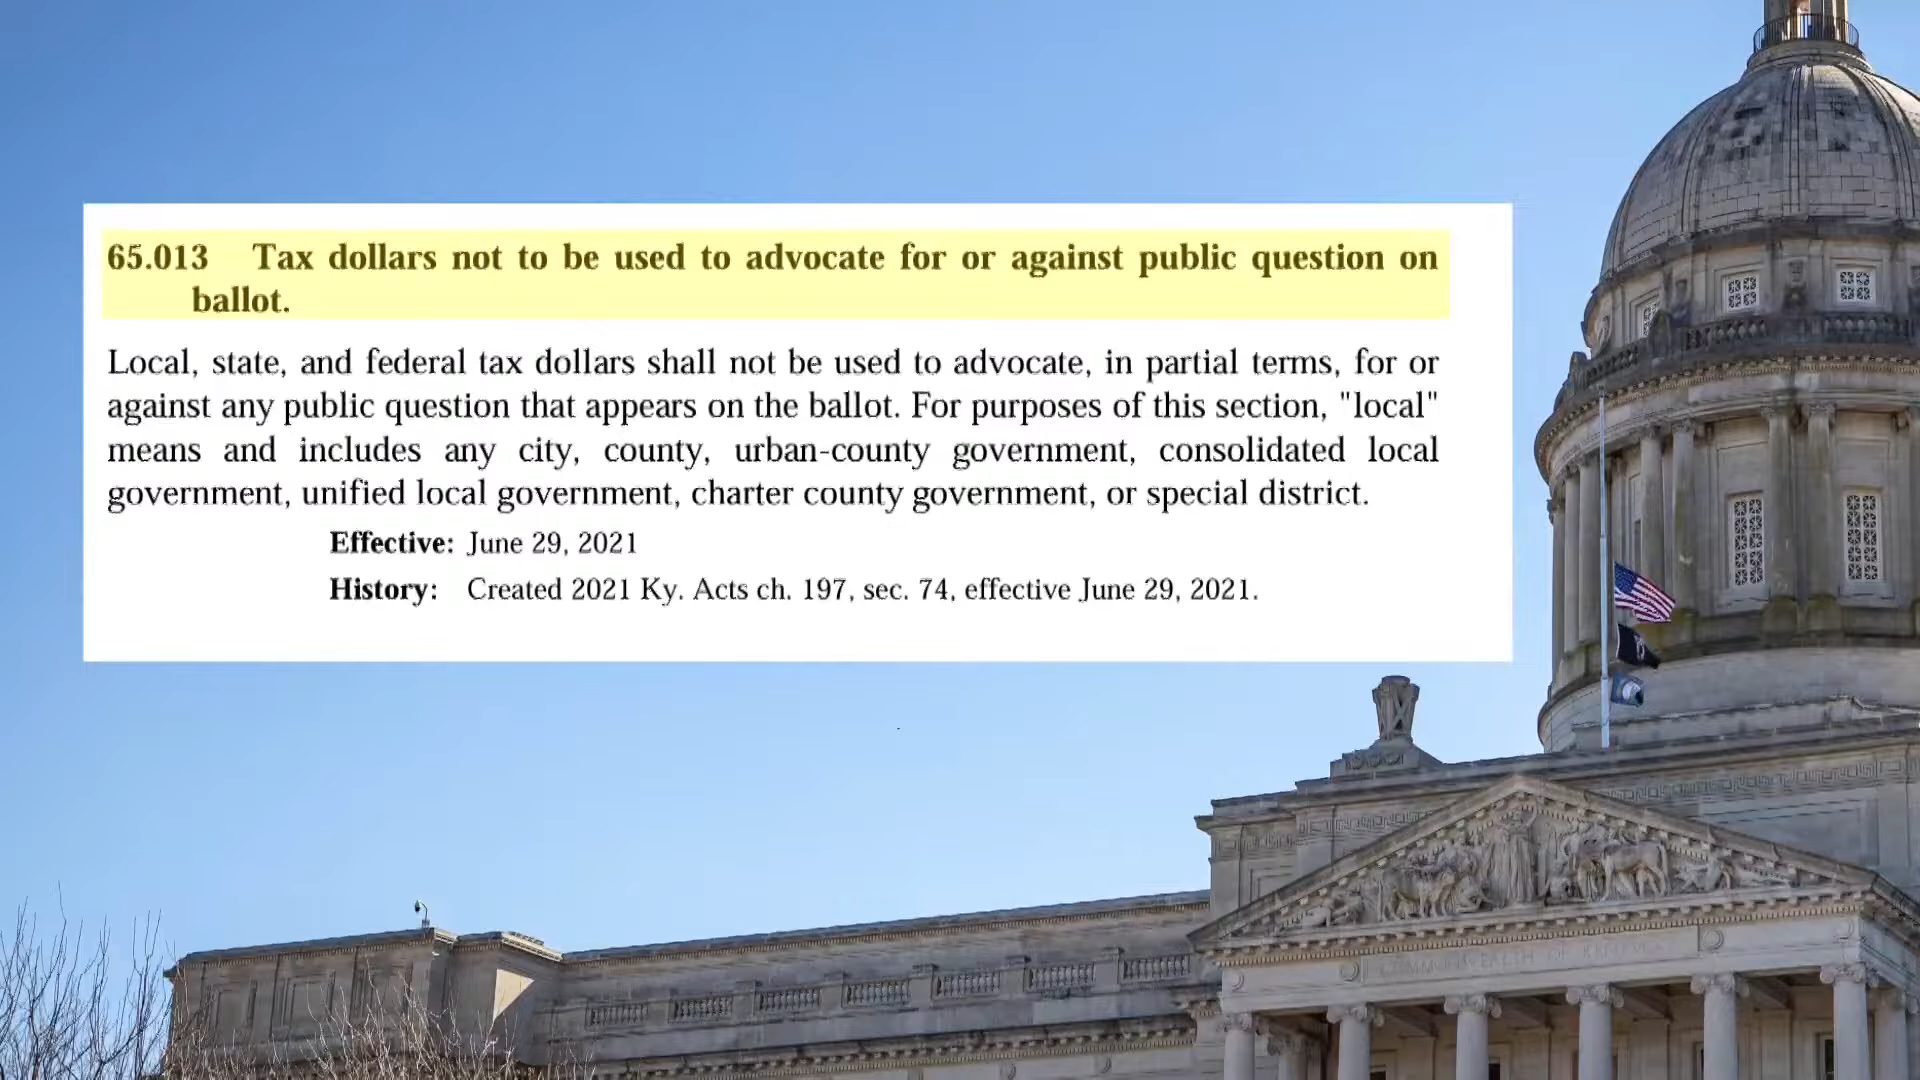 65.013 Tax dollars not to be used to advocate for or against public question on
ballot.
Local, state, and federal tax dollars shall not be used to advocate, in partial terms, for or
against any public question that appears on the ballot. For purposes of this section, "local"
means and includes any city, county, urban-county government, consolidated local
government, unified local government, charter county government, or special district.
Effective: June 29, 2021
History: Created 2021 Ky. Acts ch. 197, sec. 74, effective June 29, 2021.